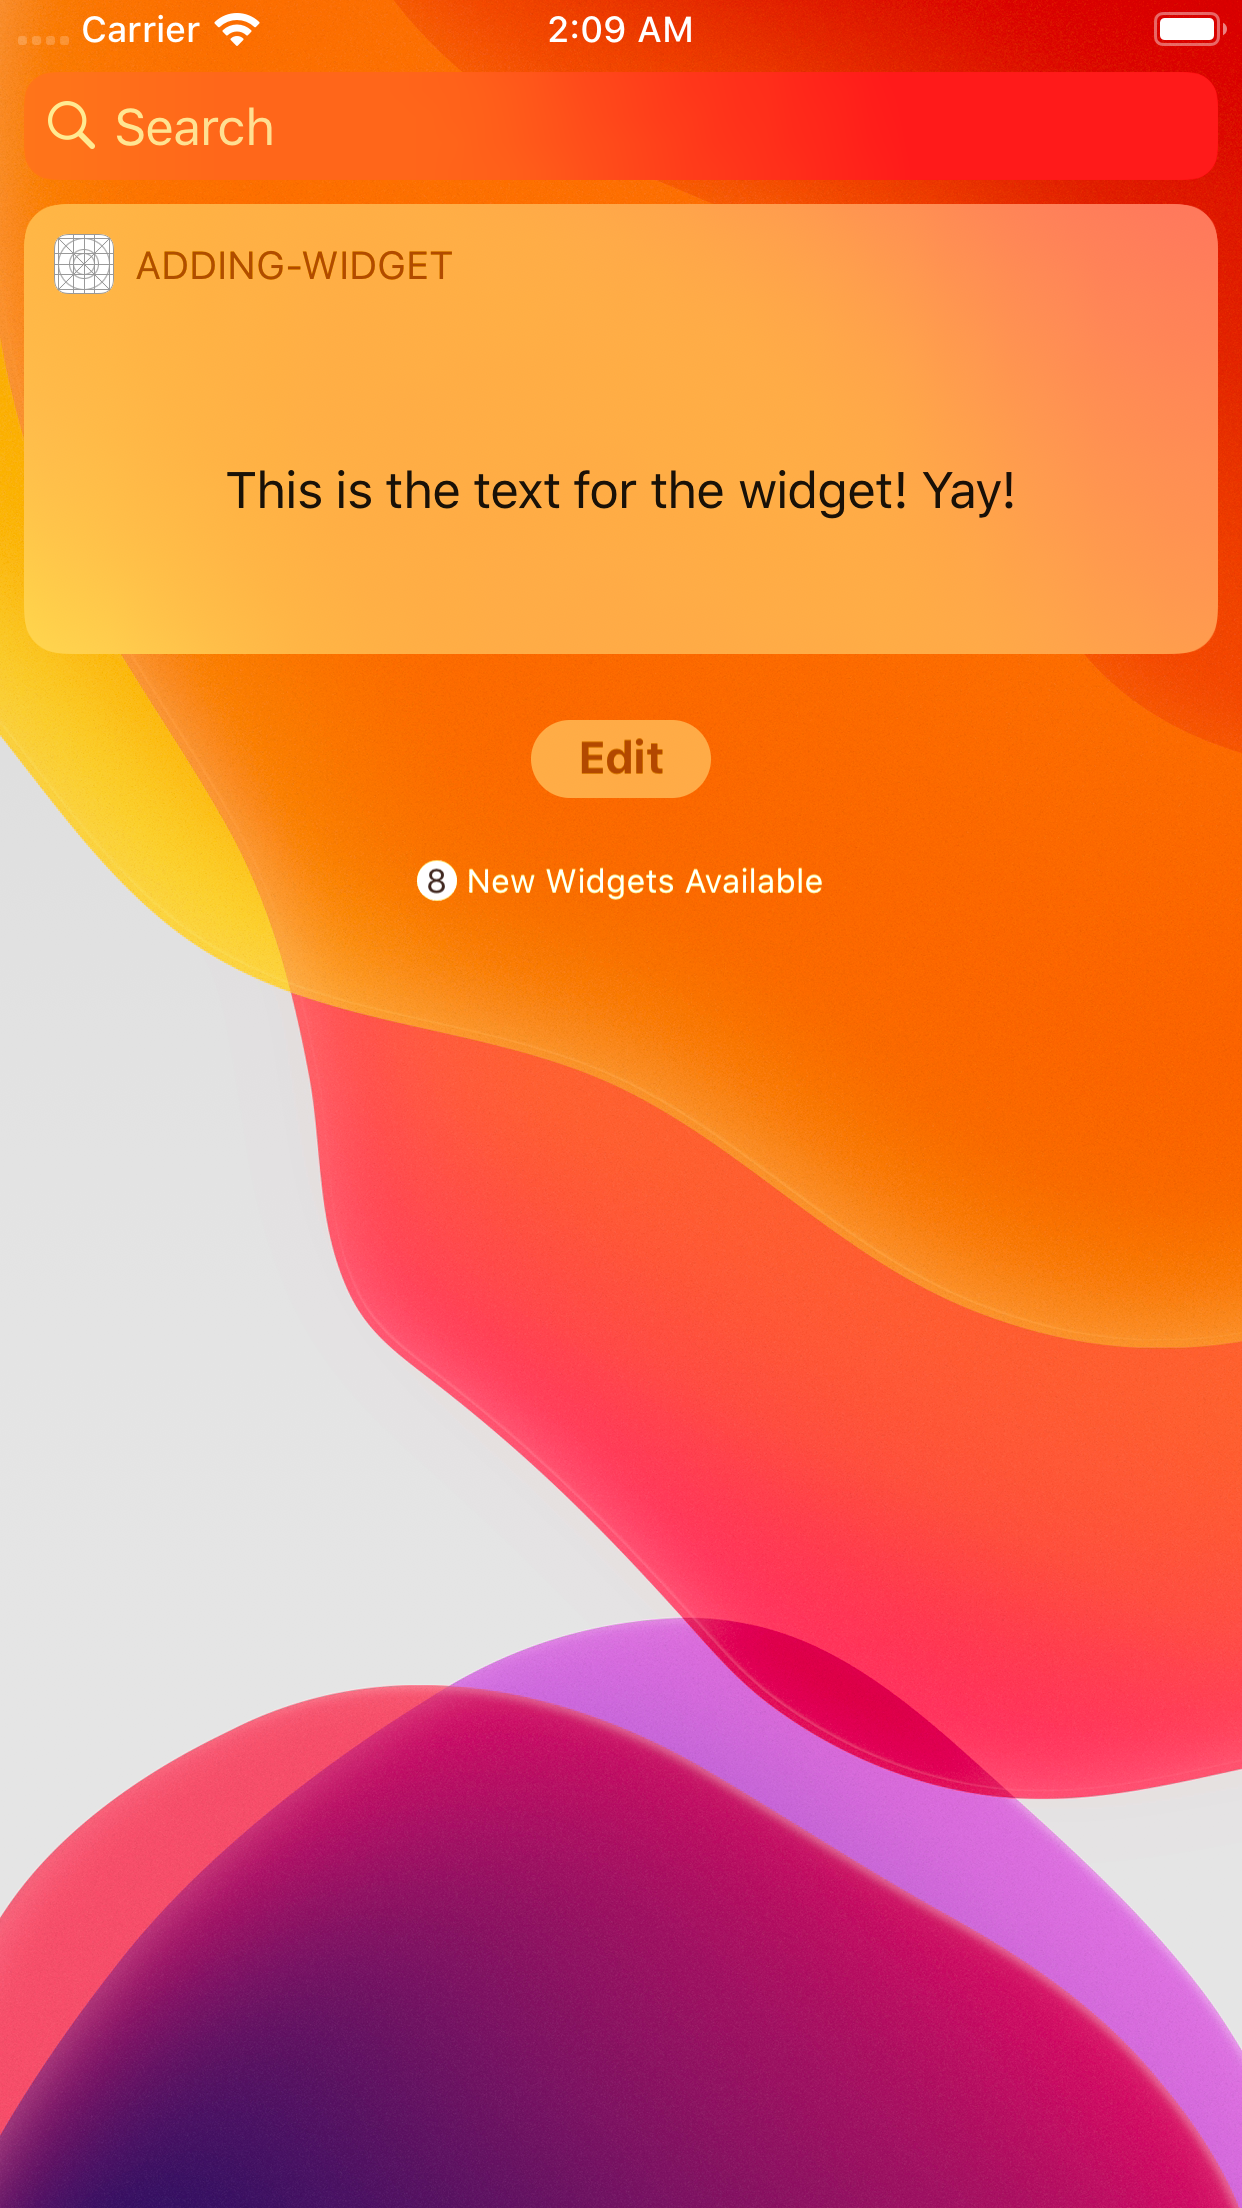 Carrier 2:09 AM
Search
ADDING-WIDGET
This is the text for the widget! Yay!
Edit
8 New Widgets Available